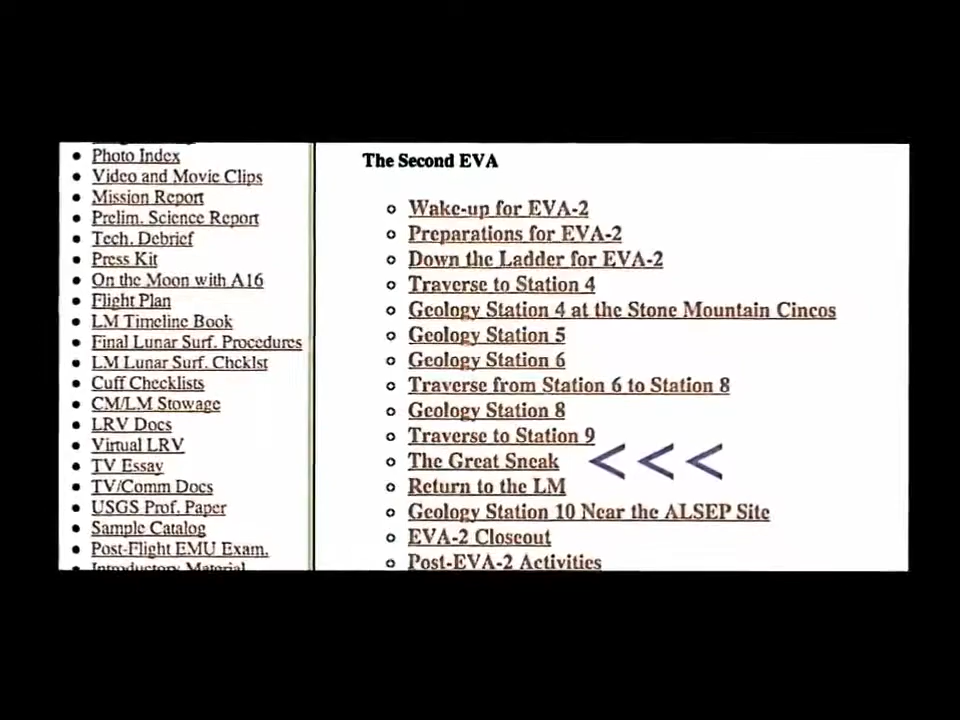 Photo Index
Video and Movie Clips
Mission Report
Prelim. Science Report
Tech. Debrief
Press Kit
On the Moon with A16
Flight Plan
LM Timeline Book
Final Lunar Surf. Procedures
LM Lunar Surf. Chcklst
Cuff Checklists
CM/LM Stowage
LRV Docs
Virtual LRV
TV Essay
TV/Comm Docs
USGS Prof. Paper
Sample Catalog
Post-Flight EMU Exam.
Introductory Material
The Second EVA
Wake-up for EVA-2
Preparations for EVA-2
Down the Ladder for EVA-2
Traverse to Station 4
Geology Station 4 at the Stone Mountain Cincos
Geology Station 5
Geology Station 6
Traverse from Station 6 to Station 8
Geology Station 8
Traverse to Station 9
The Great Sneak <<<
Return to the LM
Geology Station 10 Near the ALSEP Site
EVA-2 Closeout
Post-EVA-2 Activities